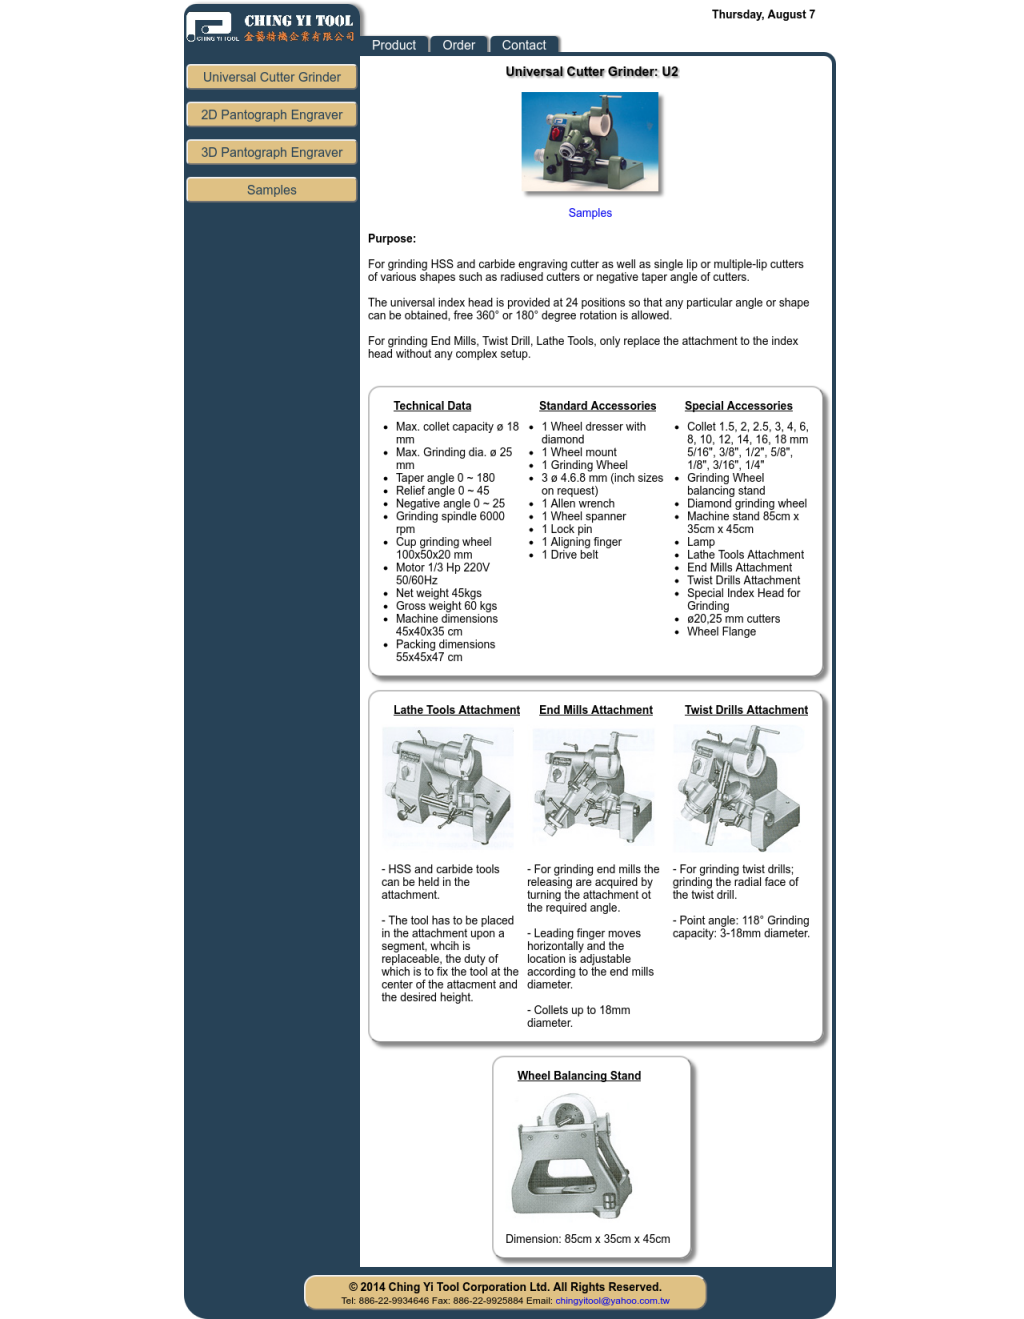 CHING YI TOOL
CHING YI TOOL 金藝精機企業有限公司
Thursday, August 7
Product Order Contact
Universal Cutter Grinder
2D Pantograph Engraver
3D Pantograph Engraver
Samples
Universal Cutter Grinder: U2
Samples
Purpose:
For grinding HSS and carbide engraving cutter as well as single lip or multiple-lip cutters
of various shapes such as radiused cutters or negative taper angle of cutters.
The universal index head is provided at 24 positions so that any particular angle or shape
can be obtained, free 360° or 180° degree rotation is allowed.
For grinding End Mills, Twist Drill, Lathe Tools, only replace the attachment to the index
head without any complex setup.
Technical Data
Max. collet capacity ø 18
mm
Max. Grinding dia. ø 25
mm
Taper angle 0 ~ 180
Relief angle 0 ~ 45
Negative angle 0 ~ 25
Grinding spindle 6000
rpm
Cup grinding wheel
100x50x20 mm
Motor 1/3 Hp 220V
50/60Hz
Net weight 45kgs
Gross weight 60 kgs
Machine dimensions
45x40x35 cm
Packing dimensions
55x45x47 cm
Standard Accessories
1 Wheel dresser with
diamond
1 Wheel mount
1 Grinding Wheel
3 ø 4.6.8 mm (inch sizes
on request)
1 Allen wrench
1 Wheel spanner
1 Lock pin
1 Aligning finger
1 Drive belt
Special Accessories
Collet 1.5, 2, 2.5, 3, 4, 6,
8, 10, 12, 14, 16, 18 mm
5/16", 3/8", 1/2", 5/8",
1/8", 3/16", 1/4"
Grinding Wheel
balancing stand
Diamond grinding wheel
Machine stand 85cm x
35cm x 45cm
Lamp
Lathe Tools Attachment
End Mills Attachment
Twist Drills Attachment
Special Index Head for
Grinding
ø20,25 mm cutters
Wheel Flange
Lathe Tools Attachment
- HSS and carbide tools
can be held in the
attachment.
- The tool has to be placed
in the attachment upon a
segment, whcih is
replaceable, the duty of
which is to fix the tool at the
center of the attacment and
the desired height.
End Mills Attachment
- For grinding end mills the
releasing are acquired by
turning the attachment ot
the required angle.
- Leading finger moves
horizontally and the
location is adjustable
according to the end mills
diameter.
- Collets up to 18mm
diameter.
Twist Drills Attachment
- For grinding twist drills;
grinding the radial face of
the twist drill.
- Point angle: 118° Grinding
capacity: 3-18mm diameter.
Wheel Balancing Stand
Dimension: 85cm x 35cm x 45cm
© 2014 Ching Yi Tool Corporation Ltd. All Rights Reserved.
Tel: 886-22-9934646 Fax: 886-22-9925884 Email: chingyitool@yahoo.com.tw